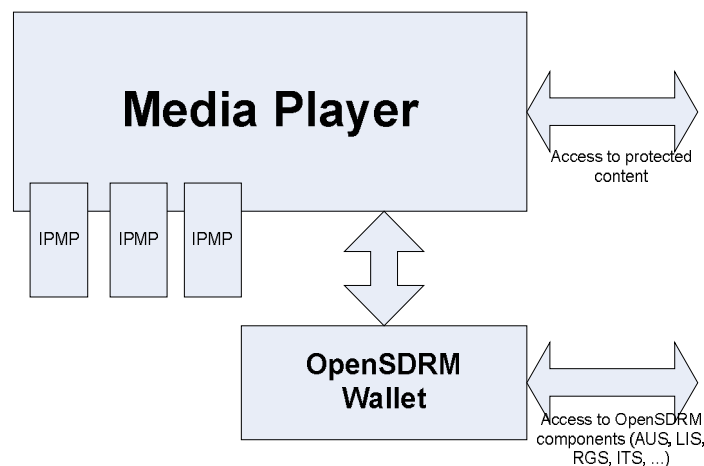 Media Player
Access to protected
content
IPMP
IPMP
IPMP
OpenSDRM
Wallet
Access to OpenSDRM
components (AUS, LIS,
RGS, ITS, ...)